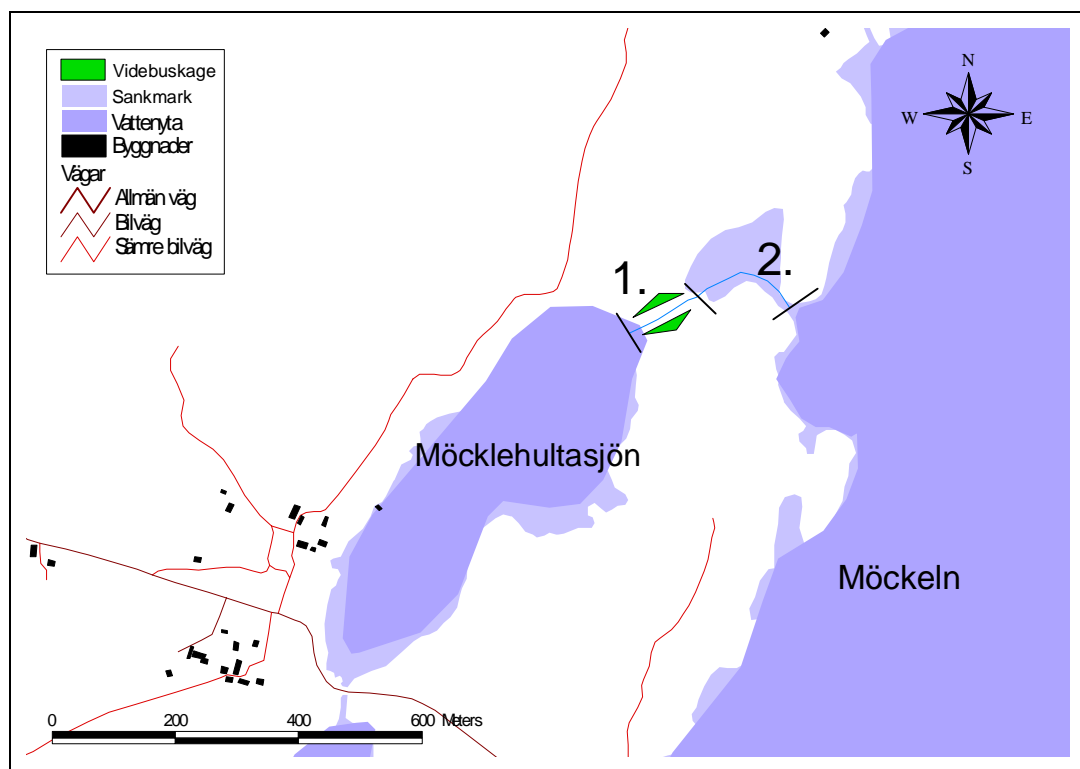 Videbuskage
Sankmark
Vattenyta
Byggnader
Vägar
Allmän väg
Bilväg
Sämre bilväg
N
W
E
S
1.
2.
Möcklehultasjön
Möckeln
0
200
400
600 Meters